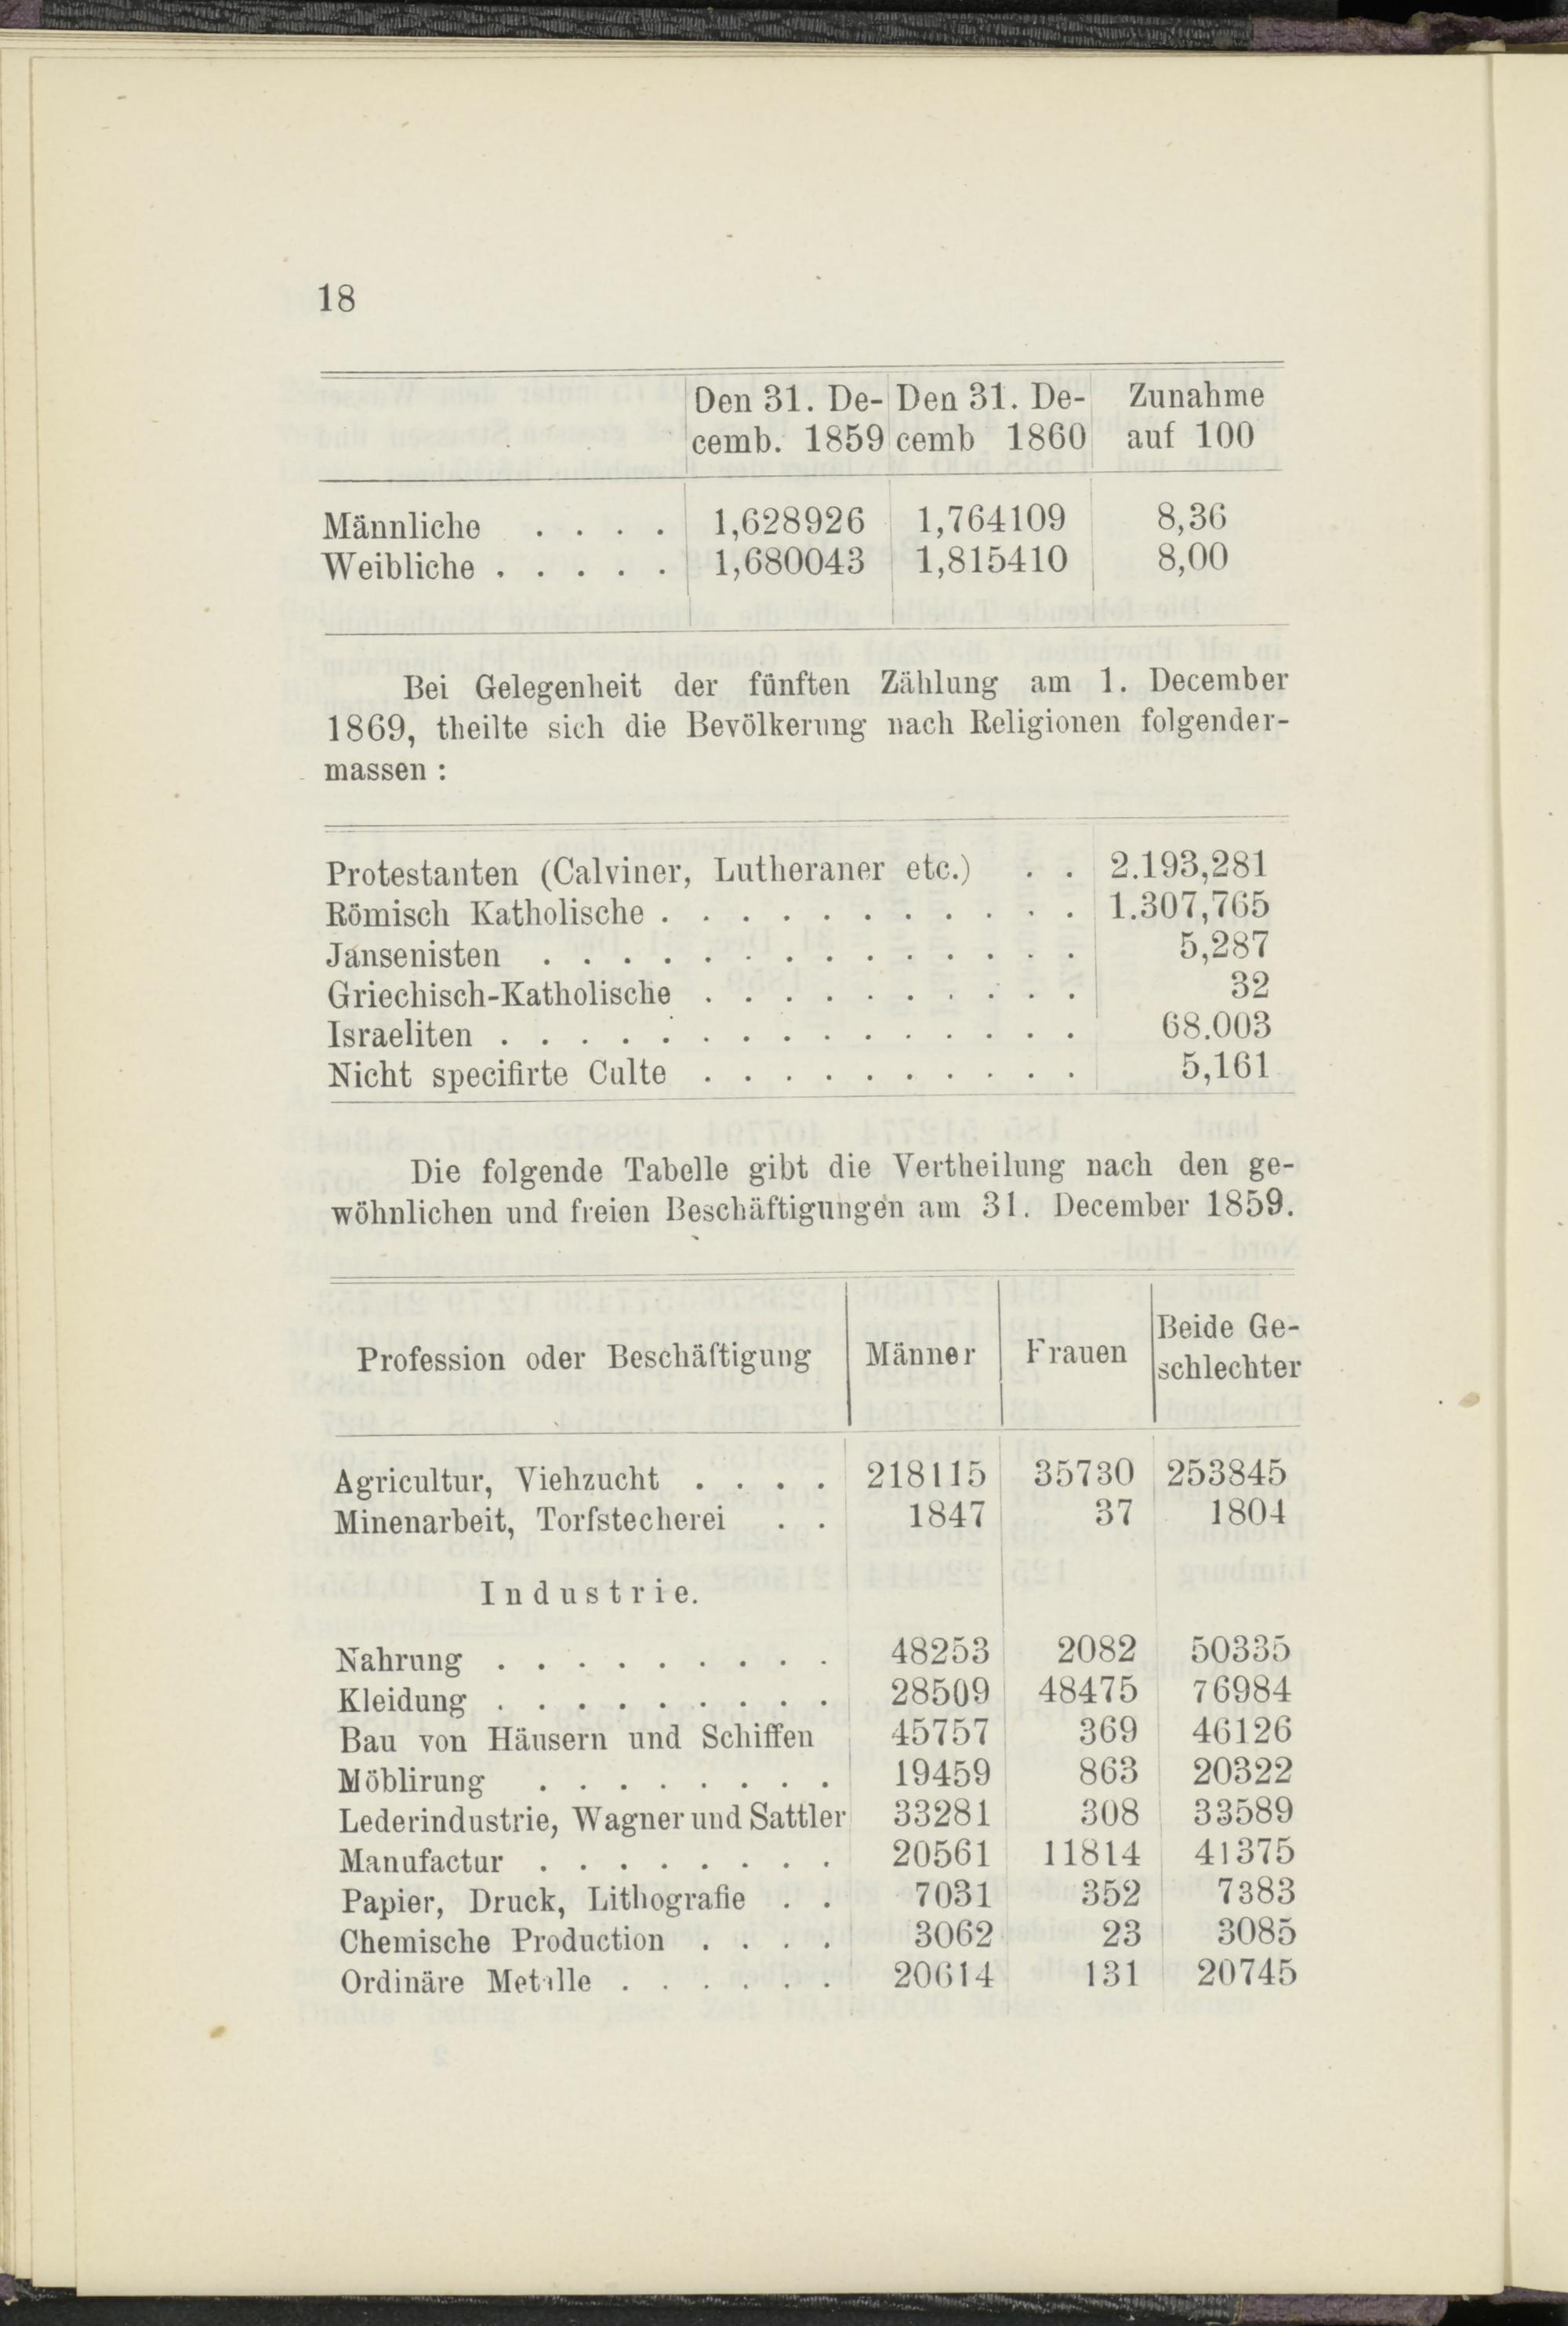 18
Den 31. De- Den 31. De- Zunahme
cemb. 1859 cemb 1860 auf 100
Männliche . . . . 1,628926 1,764109 8,36
Weibliche . . . . . 1,680043 1,815410 8,00
Bei Gelegenheit der fünften Zählung am 1. December
1869, theilte sich die Bevölkerung nach Religionen folgender-
massen :
Protestanten (Calviner, Lutheraner etc.) . . 2.193,281
Römisch Katholische . . . . . . . . . . . 1.307,765
Jansenisten . . . . . . . . . . . . . . 5,287
Griechisch-Katholische . . . . . . . . . . 32
Israeliten . . . . . . . . . . . . . . . 68.003
Nicht specifirte Culte . . . . . . . . . . 5,161
Die folgende Tabelle gibt die Vertheilung nach den ge-
wöhnlichen und freien Beschäftigungen am 31. December 1859.
Profession oder Beschäftigung Männer Frauen Beide Ge-
schlechter
Agricultur, Viehzucht . . . . 218115 35730 253845
Minenarbeit, Torfstecherei . . 1847 37 1804
Industrie.
Nahrung . . . . . . . . . 48253 2082 50335
Kleidung . . . . . . . . . 28509 48475 76984
Bau von Häusern und Schiffen 45757 369 46126
Möblirung . . . . . . . . 19459 863 20322
Lederindustrie, Wagner und Sattler 33281 308 33589
Manufactur . . . . . . . . 20561 11814 41375
Papier, Druck, Lithografie . . 7031 352 7383
Chemische Production . . . . 3062 23 3085
Ordinäre Metalle . . . . . . 20614 131 20745